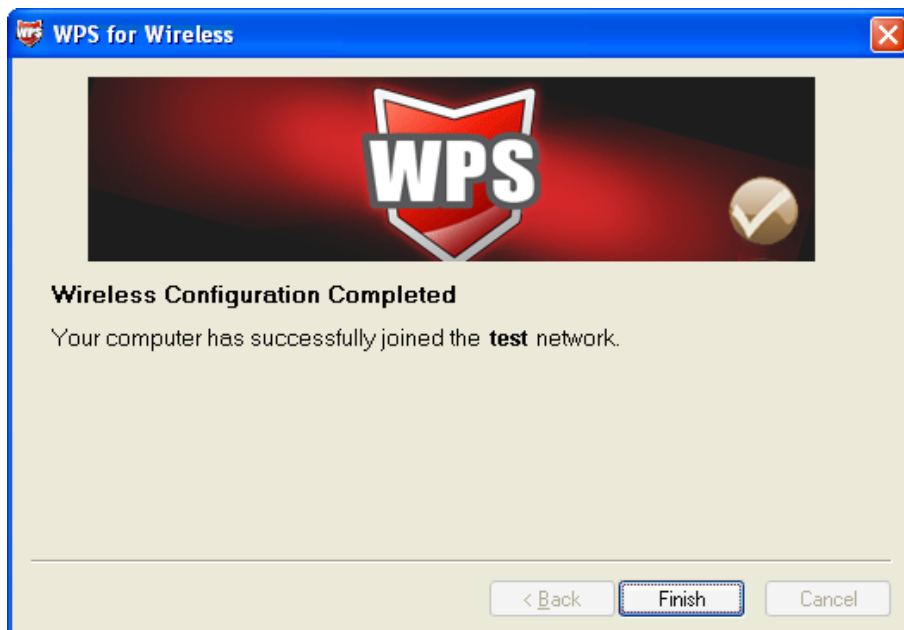 WPS for Wireless
WPS
Wireless Configuration Completed
Your computer has successfully joined the test network.
< Back Finish Cancel